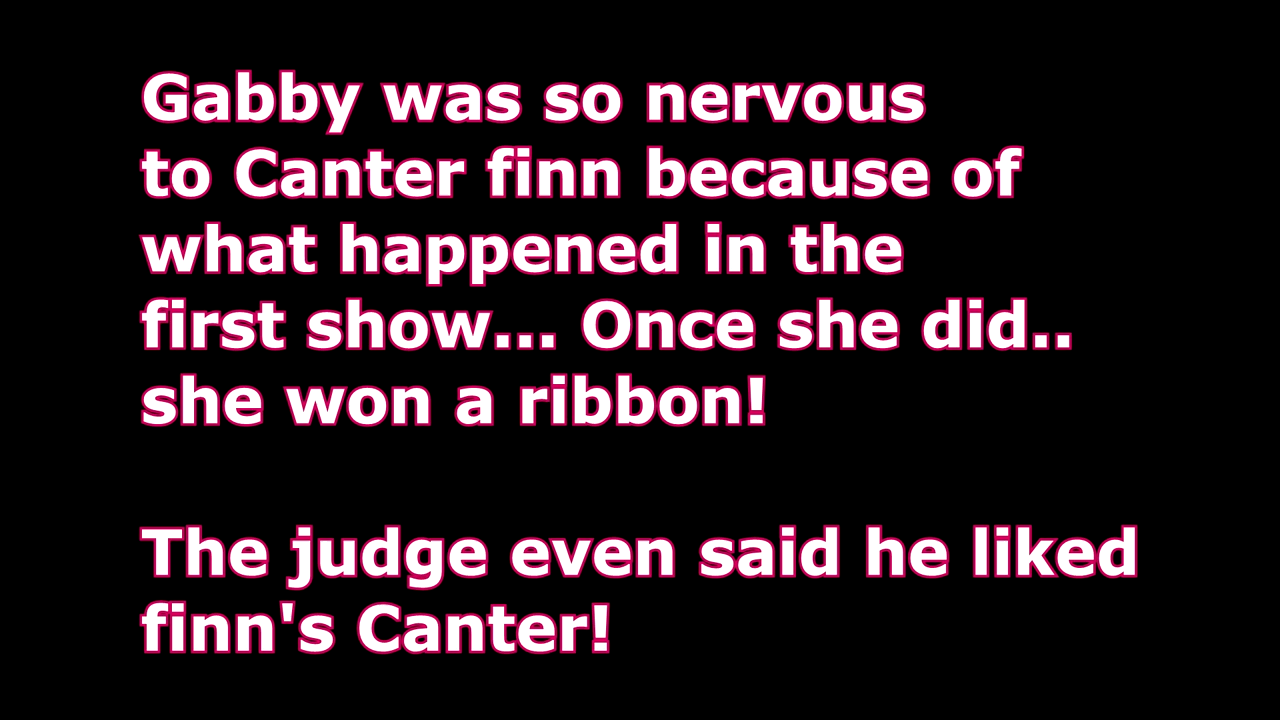 Gabby was so nervous
to Canter finn because of
what happened in the
first show... Once she did..
she won a ribbon!
The judge even said he liked
finn's Canter!